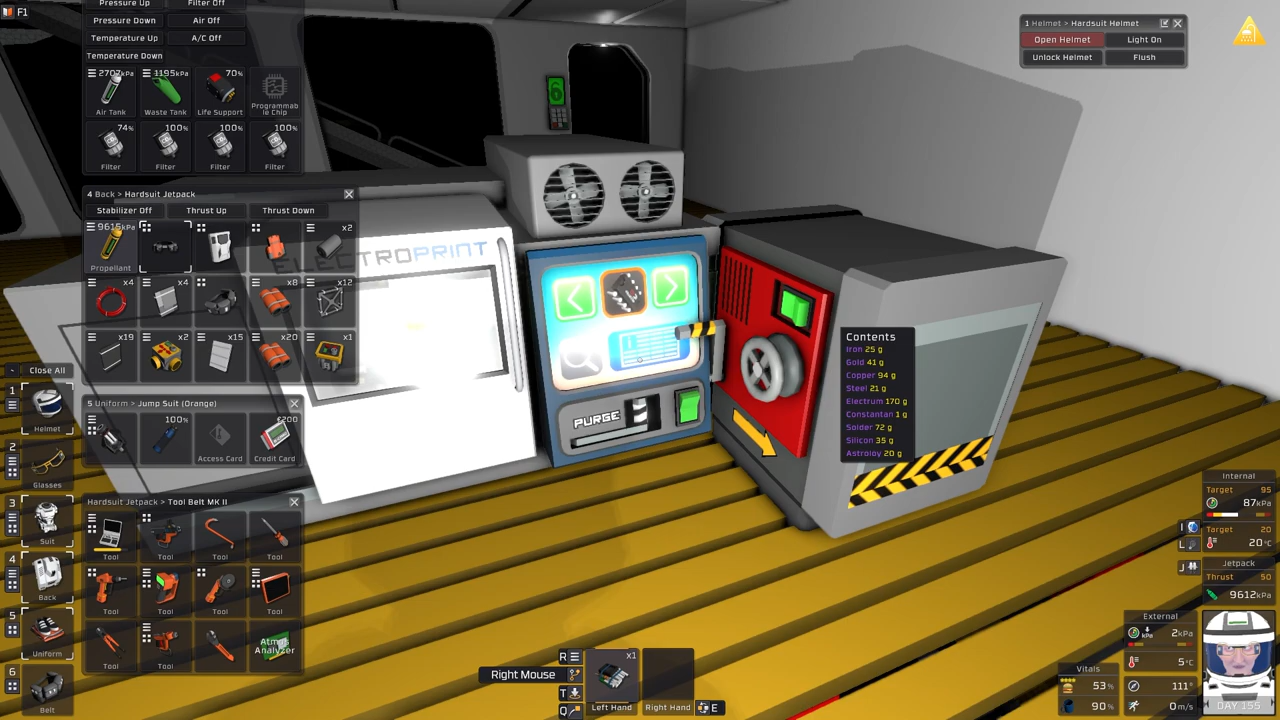 F1
Pressure Up
Filter Off
Pressure Down
Air Off
Temperature Up
A/C Off
Temperature Down
2707kPa
1195kPa
70%
Air Tank
Waste Tank
Life Support
Programmab
le Chip
74%
100%
100%
100%
Filter
Filter
Filter
Filter
4 Back > Hardsuit Jetpack
Stabilizer Off
Thrust Up
Thrust Down
9615kPa
x2
Propellant
x4
x4
x8
x12
x19
x2
x15
x20
x1
- Close All
5 Uniform > Jump Suit (Orange)
100%
€200
Access Card
Credit Card
Hardsuit Jetpack > Tool Belt MK II
Tool
Tool
Tool
Tool
Tool
Tool
Tool
Tool
Tool
Tool
Tool
Atmos
Analyzer
1
Helmet
2
Glasses
3
Suit
4
Back
5
Uniform
6
Belt
ELECTROPRINT
PURGE
Contents
Iron 25 g
Gold 41 g
Copper 94 g
Steel 21 g
Electrum 170 g
Constantan 1 g
Solder 72 g
Silicon 35 g
Astroloy 20 g
1 Helmet > Hardsuit Helmet
Open Helmet
Light On
Unlock Helmet
Flush
Right Mouse
R
T
Q
x1
Left Hand
Right Hand
E
Internal
Target 95
87kPa
Target 20
20°C
I
L
J
Jetpack
Thrust 50
9612kPa
External
kPa
2kPa
5°C
111°
0m/s
Vitals
53%
90%
DAY 155